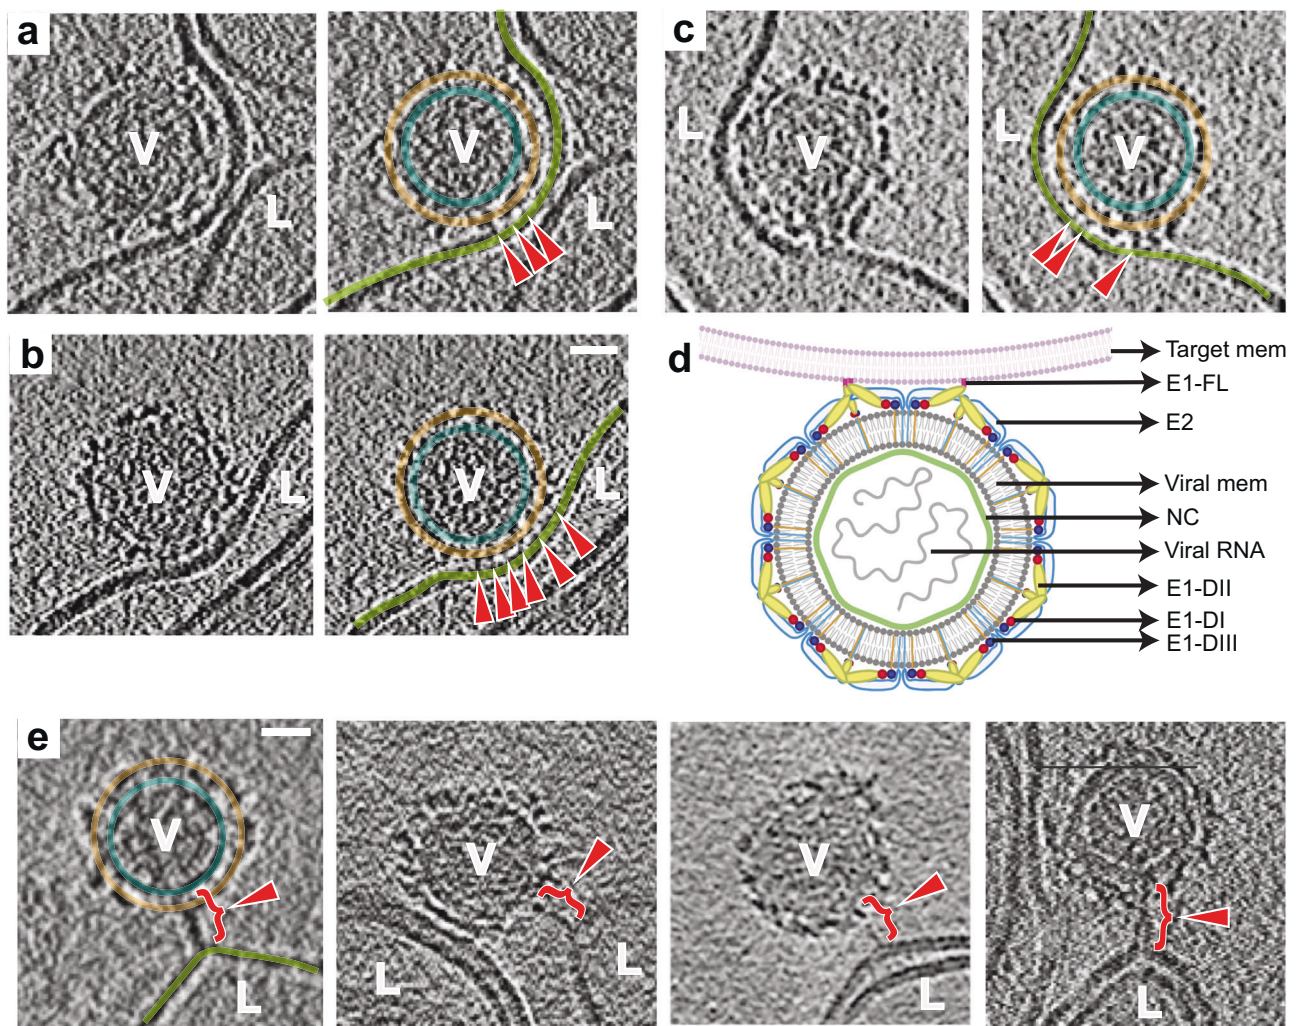 a
V
L
V
L
c
L
V
L
V
b
V
L
V
L
d
Target mem
E1-FL
E2
Viral mem
NC
Viral RNA
E1-DII
E1-DI
E1-DIII
e
V
L
V
L
L
V
L
V
L